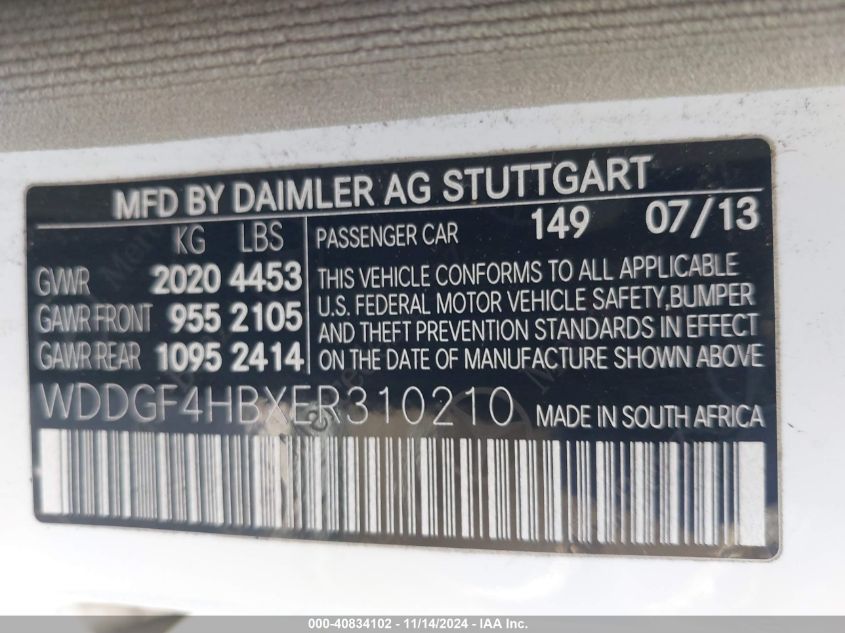 MFD BY DAIMLER AG STUTTGART
KG LBS
PASSENGER CAR 149 07/13
GVWR 2020 4453
GAWR FRONT 955 2105
GAWR REAR 1095 2414
THIS VEHICLE CONFORMS TO ALL APPLICABLE
U.S. FEDERAL MOTOR VEHICLE SAFETY,BUMPER
AND THEFT PREVENTION STANDARDS IN EFFECT
ON THE DATE OF MANUFACTURE SHOWN ABOVE
WDDGF4HBXER310210 MADE IN SOUTH AFRICA
000-40834102 - 11/14/2024 - IAAI.com